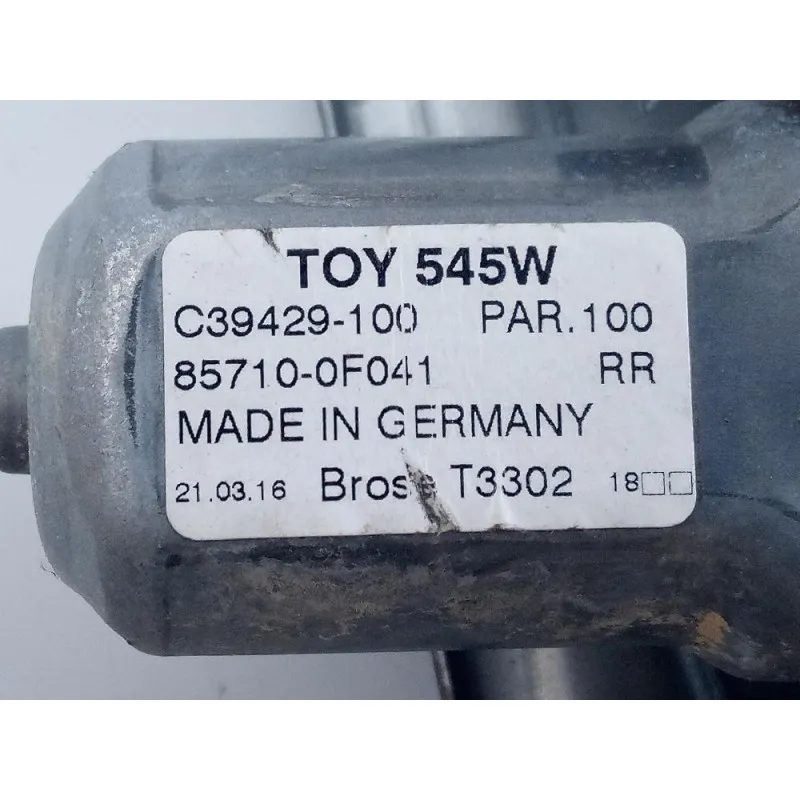 TOY 545W
C39429-100 PAR.100
85710-0F041 RR
MADE IN GERMANY
21.03.16 Brose T3302 18□□